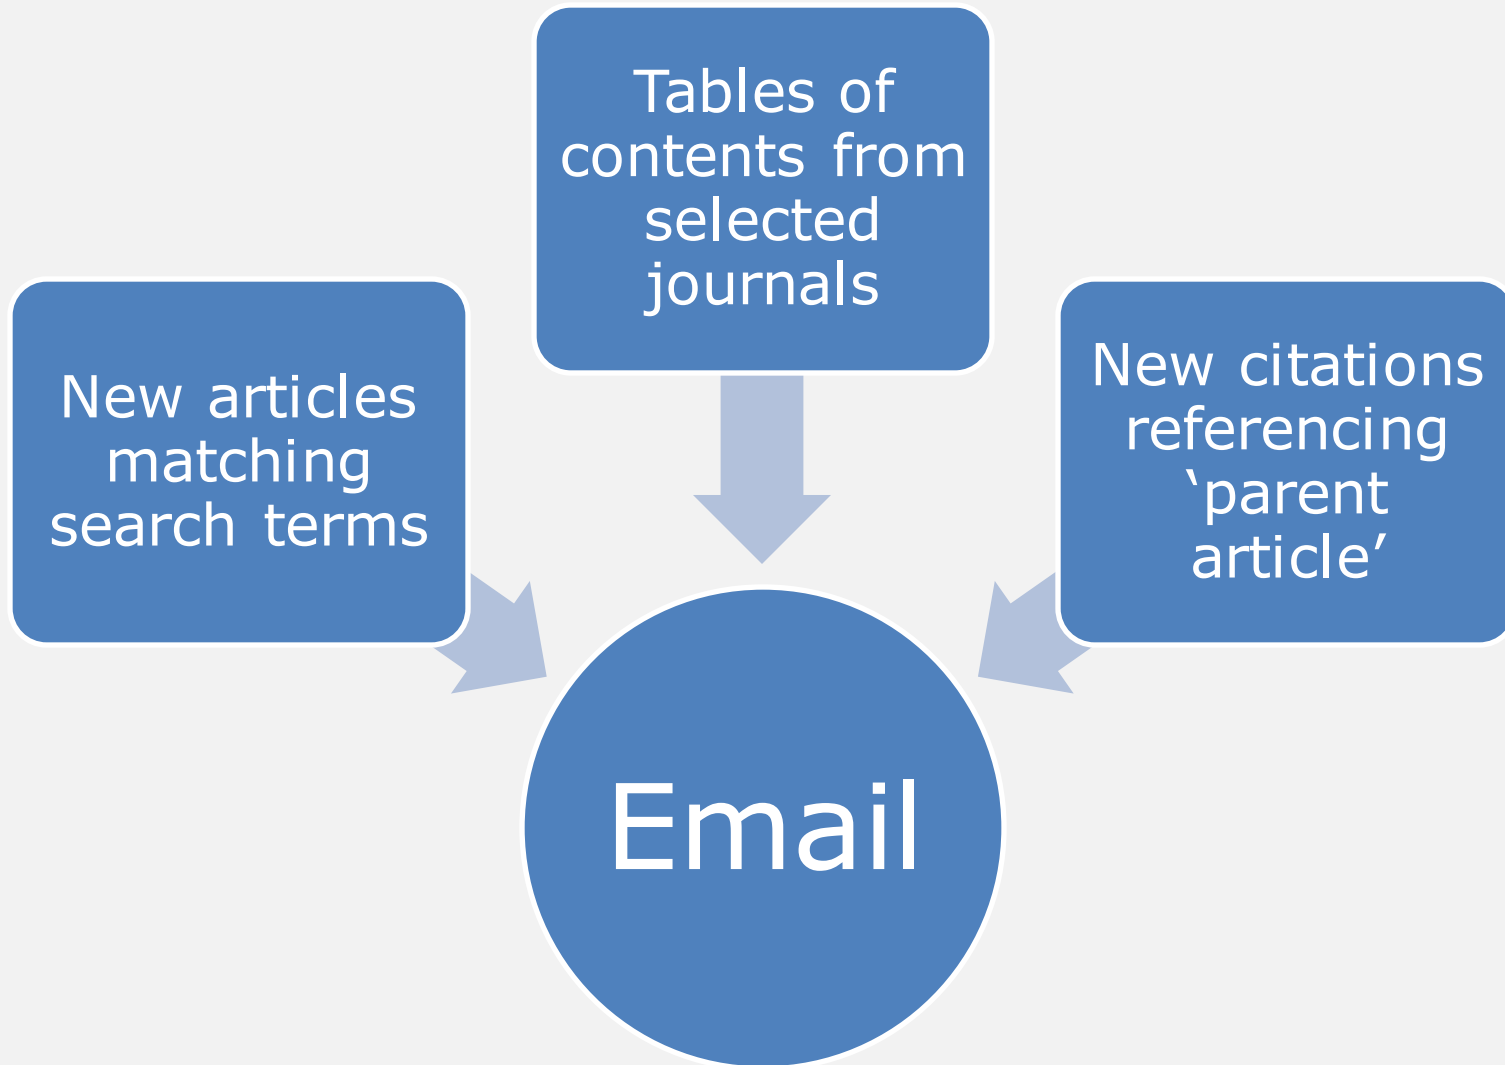 Tables of
contents from
selected
journals
New articles
matching
search terms
New citations
referencing
‘parent
article’
Email